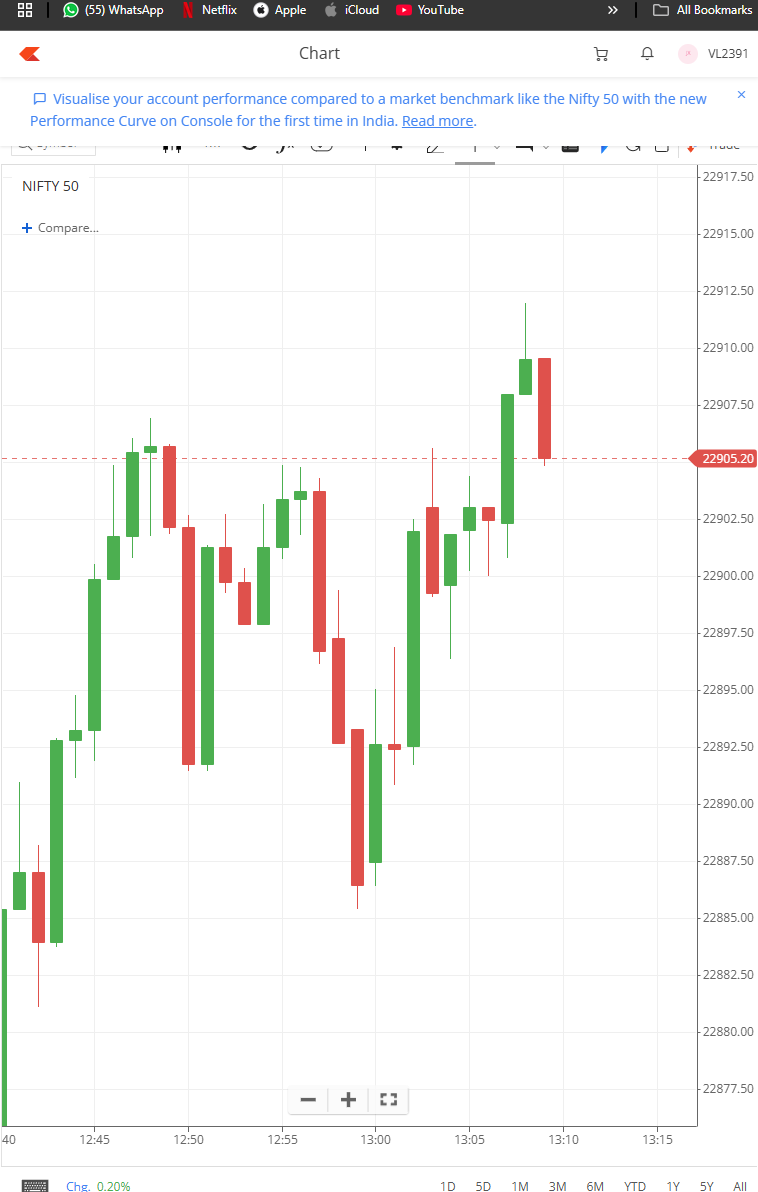 (55) WhatsApp Netflix Apple iCloud YouTube » All Bookmarks
Chart VL2391
Visualise your account performance compared to a market benchmark like the Nifty 50 with the new
Performance Curve on Console for the first time in India. Read more.
NIFTY 50
+ Compare...
22917.50
22915.00
22912.50
22910.00
22907.50
22905.20
22902.50
22900.00
22897.50
22895.00
22892.50
22890.00
22887.50
22885.00
22882.50
22880.00
22877.50
40 12:45 12:50 12:55 13:00 13:05 13:10 13:15
Chg. 0.20% 1D 5D 1M 3M 6M YTD 1Y 5Y All